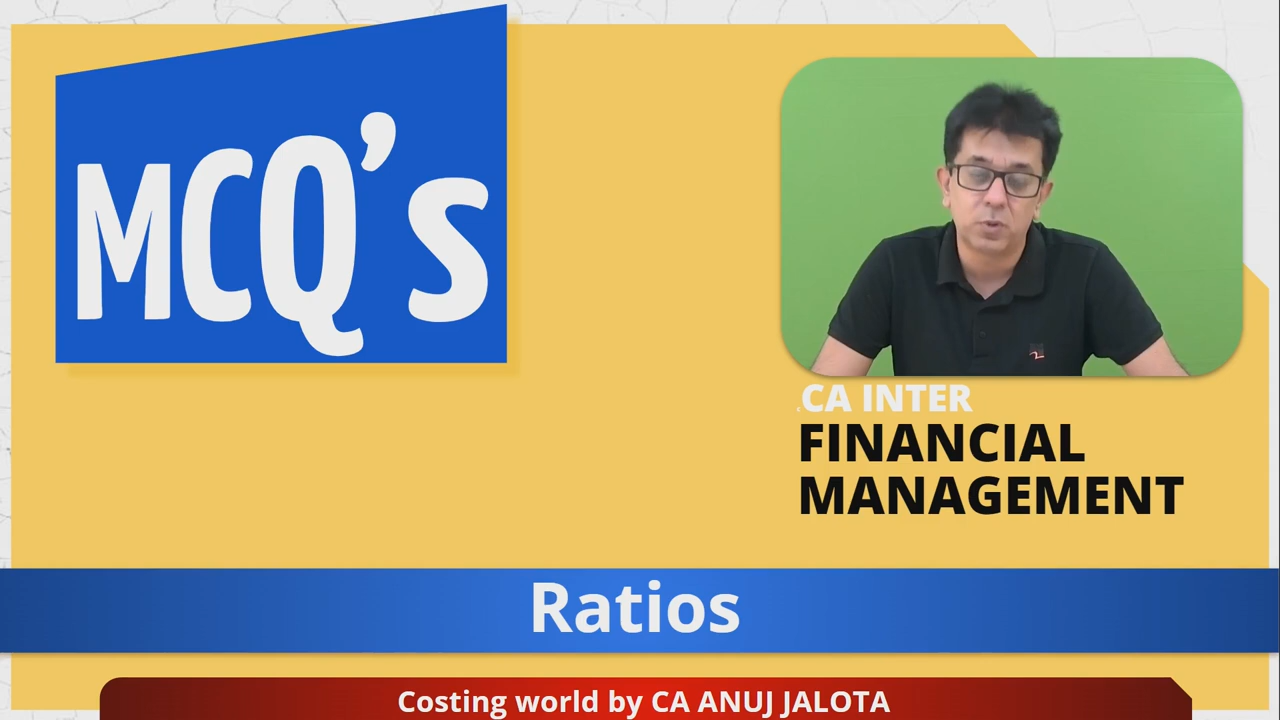 MCQ’s
CA INTER
FINANCIAL
MANAGEMENT
Ratios
Costing world by CA ANUJ JALOTA